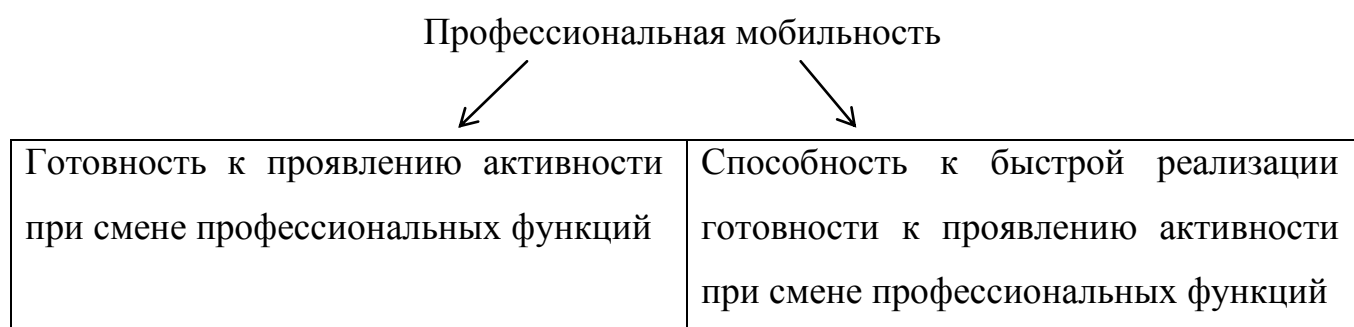 Профессиональная мобильность
Готовность к проявлению активности
при смене профессиональных функций
Способность к быстрой реализации
готовности к проявлению активности
при смене профессиональных функций